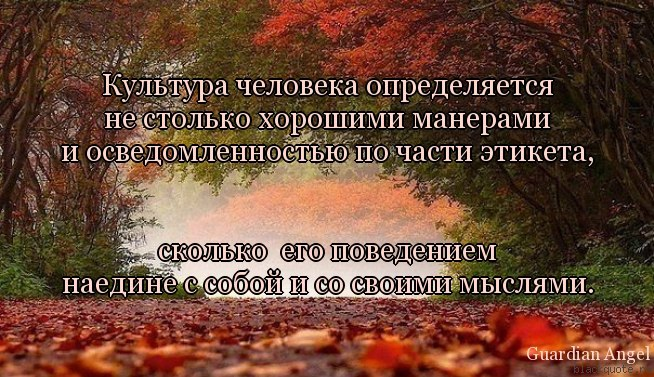 Культура человека определяется
не столько хорошими манерами
и осведомленностью по части этикета,
сколько его поведением
наедине с собой и со своими мыслями.
Guardian Angel